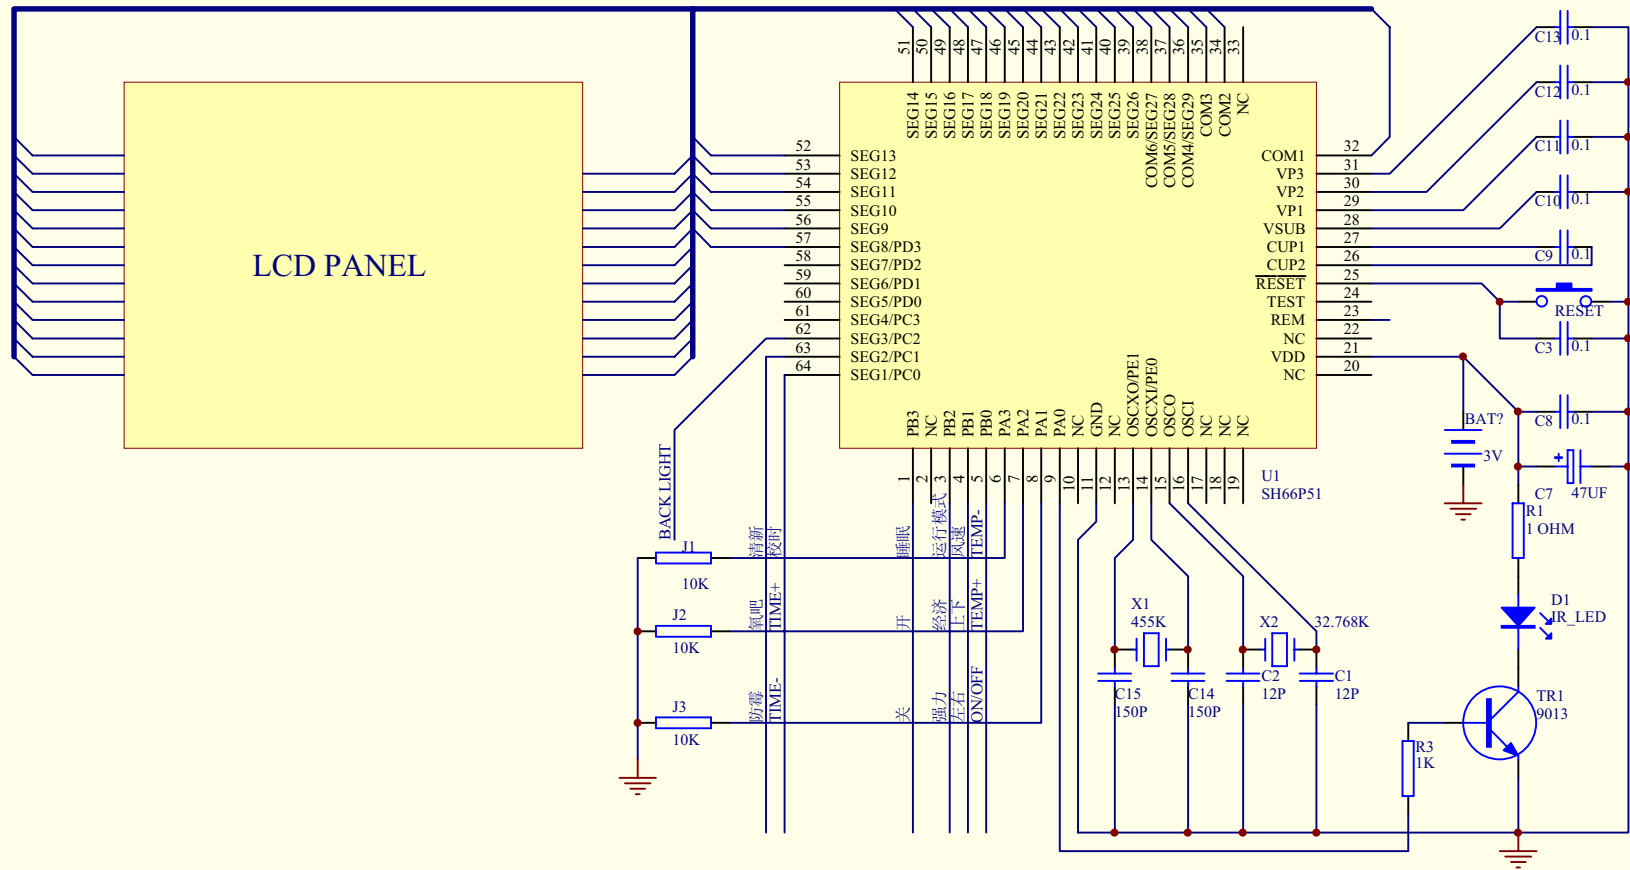 LCD PANEL
51
50
49
48
47
46
45
44
43
42
41
40
39
38
37
36
35
34
33
SEG14
SEG15
SEG16
SEG17
SEG18
SEG19
SEG20
SEG21
SEG22
SEG23
SEG24
SEG25
SEG26
COM6/SEG27
COM5/SEG28
COM4/SEG29
COM3
COM2
NC
52 SEG13
53 SEG12
54 SEG11
55 SEG10
56 SEG9
57 SEG8/PD3
58 SEG7/PD2
59 SEG6/PD1
60 SEG5/PD0
61 SEG4/PC3
62 SEG3/PC2
63 SEG2/PC1
64 SEG1/PC0
COM1 32
VP3 31
VP2 30
VP1 29
VSUB 28
CUP1 27
CUP2 26
RESET 25
TEST 24
REM 23
NC 22
VDD 21
NC 20
PB3
NC
PB2
PB1
PB0
PA3
PA2
PA1
PA0
NC
GND
NC
OSCXO/PE1
OSCXI/PE0
OSCO
OSCI
NC
NC
NC
1
2
3
4
5
6
7
8
9
10
11
12
13
14
15
16
17
18
19
U1
SH66P51
C13 0.1
C12 0.1
C11 0.1
C10 0.1
C9 0.1
RESET
C3 0.1
C8 0.1
BAT?
3V
+
C7 47UF
R1
1 OHM
D1
IR_LED
TR1
9013
R3
1K
BACK LIGHT
J1
10K
J2
10K
J3
10K
清新
校时
睡眠
运行模式
风速
TEMP-
氧吧
TIME+
开
经济
上下
TEMP+
防霉
TIME-
关
强力
左右
ON/OFF
X1
455K
X2
32.768K
C15
150P
C14
150P
C2
12P
C1
12P